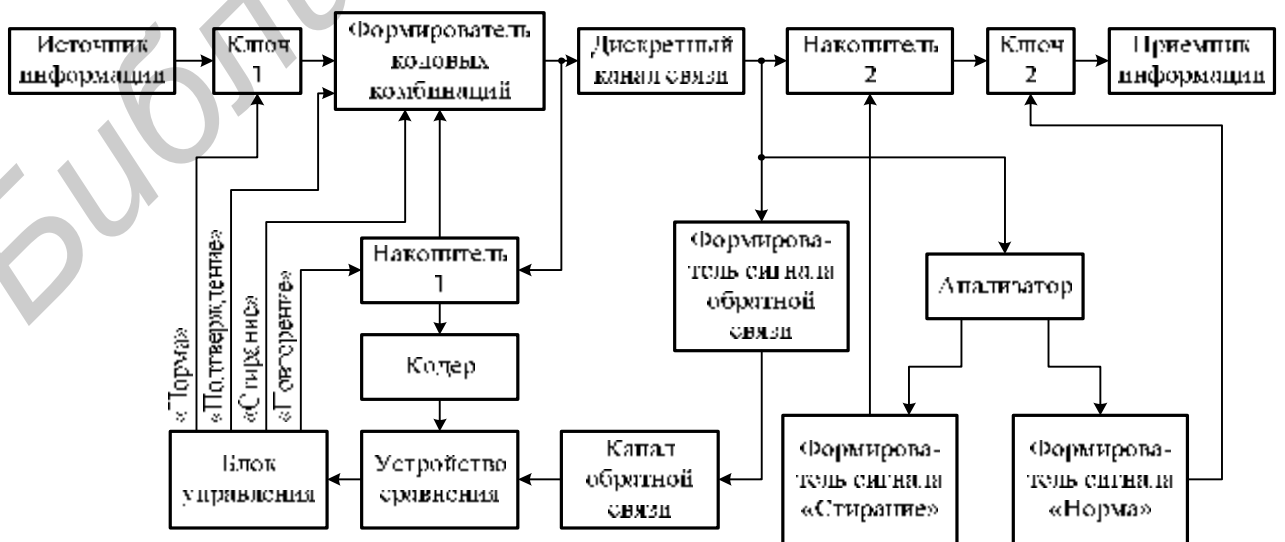 Источник
информации
Ключ
1
Формирователь
кодовых
комбинаций
Дискретный
канал связи
Накопитель
2
Ключ
2
Приемник
информации
Формирова-
тель сигнала
обратной
связи
Анализатор
Накопитель
1
Кодер
«Норма»
«Подтверждение»
«Стирание»
«Повторение»
Блок
управления
Устройство
сравнения
Канал
обратной
связи
Формирова-
тель сигнала
«Стирание»
Формирова-
тель сигнала
«Норма»